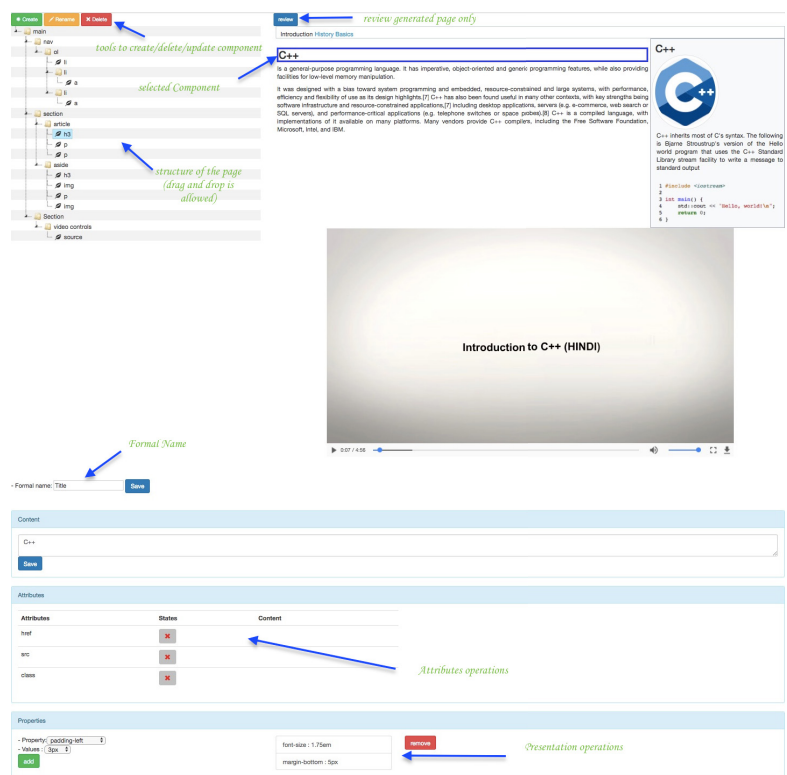 Create Rename Delete
main
nav
ol
li
li
a
li
a
section
article
h3
p
p
aside
h3
img
p
img
Section
video controls
source
tools to create/delete/update component
selected Component
structure of the page
(drag and drop is
allowed)
review
review generated page only
Introduction History Basics
C++
is a general-purpose programming language. It has imperative, object-oriented and generic programming features, while also providing
facilities for low-level memory manipulation.
It was designed with a bias toward system programming and embedded, resource-constrained and large systems, with performance,
efficiency and flexibility of use as its design highlights.[7] C++ has also been found useful in many other contexts, with key strengths being
software infrastructure and resource-constrained applications,[7] including desktop applications, servers (e.g. e-commerce, web search or
SQL servers), and performance-critical applications (e.g. telephone switches or space probes).[8] C++ is a compiled language, with
implementations of it available on many platforms. Many vendors provide C++ compilers, including the Free Software Foundation,
Microsoft, Intel, and IBM.
C++
C++
C++ inherits most of C's syntax. The following
is Bjarne Stroustrup's version of the Hello
world program that uses the C++ Standard
Library stream facility to write a message to
standard output
1 #include <iostream>
2
3 int main() {
4 std::cout << "Hello, world!\n";
5 return 0;
6 }
Introduction to C++ (HINDI)
0:07 / 4:56
Formal Name
- Formal name: Title Save
Content
C++
Save
Attributes
Attributes States Content
href
src
class
Attributes operations
Properties
- Property: padding-left
- Values : 3px
add
font-size : 1.75em
margin-bottom : 5px
remove
Presentation operations